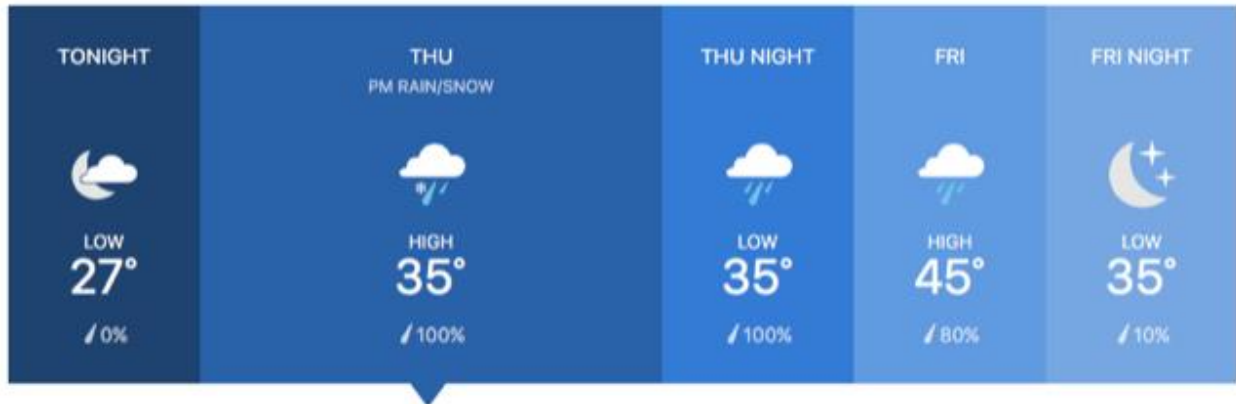 TONIGHT
LOW
27°
0%
THU
PM RAIN/SNOW
HIGH
35°
100%
THU NIGHT
LOW
35°
100%
FRI
HIGH
45°
80%
FRI NIGHT
LOW
35°
10%